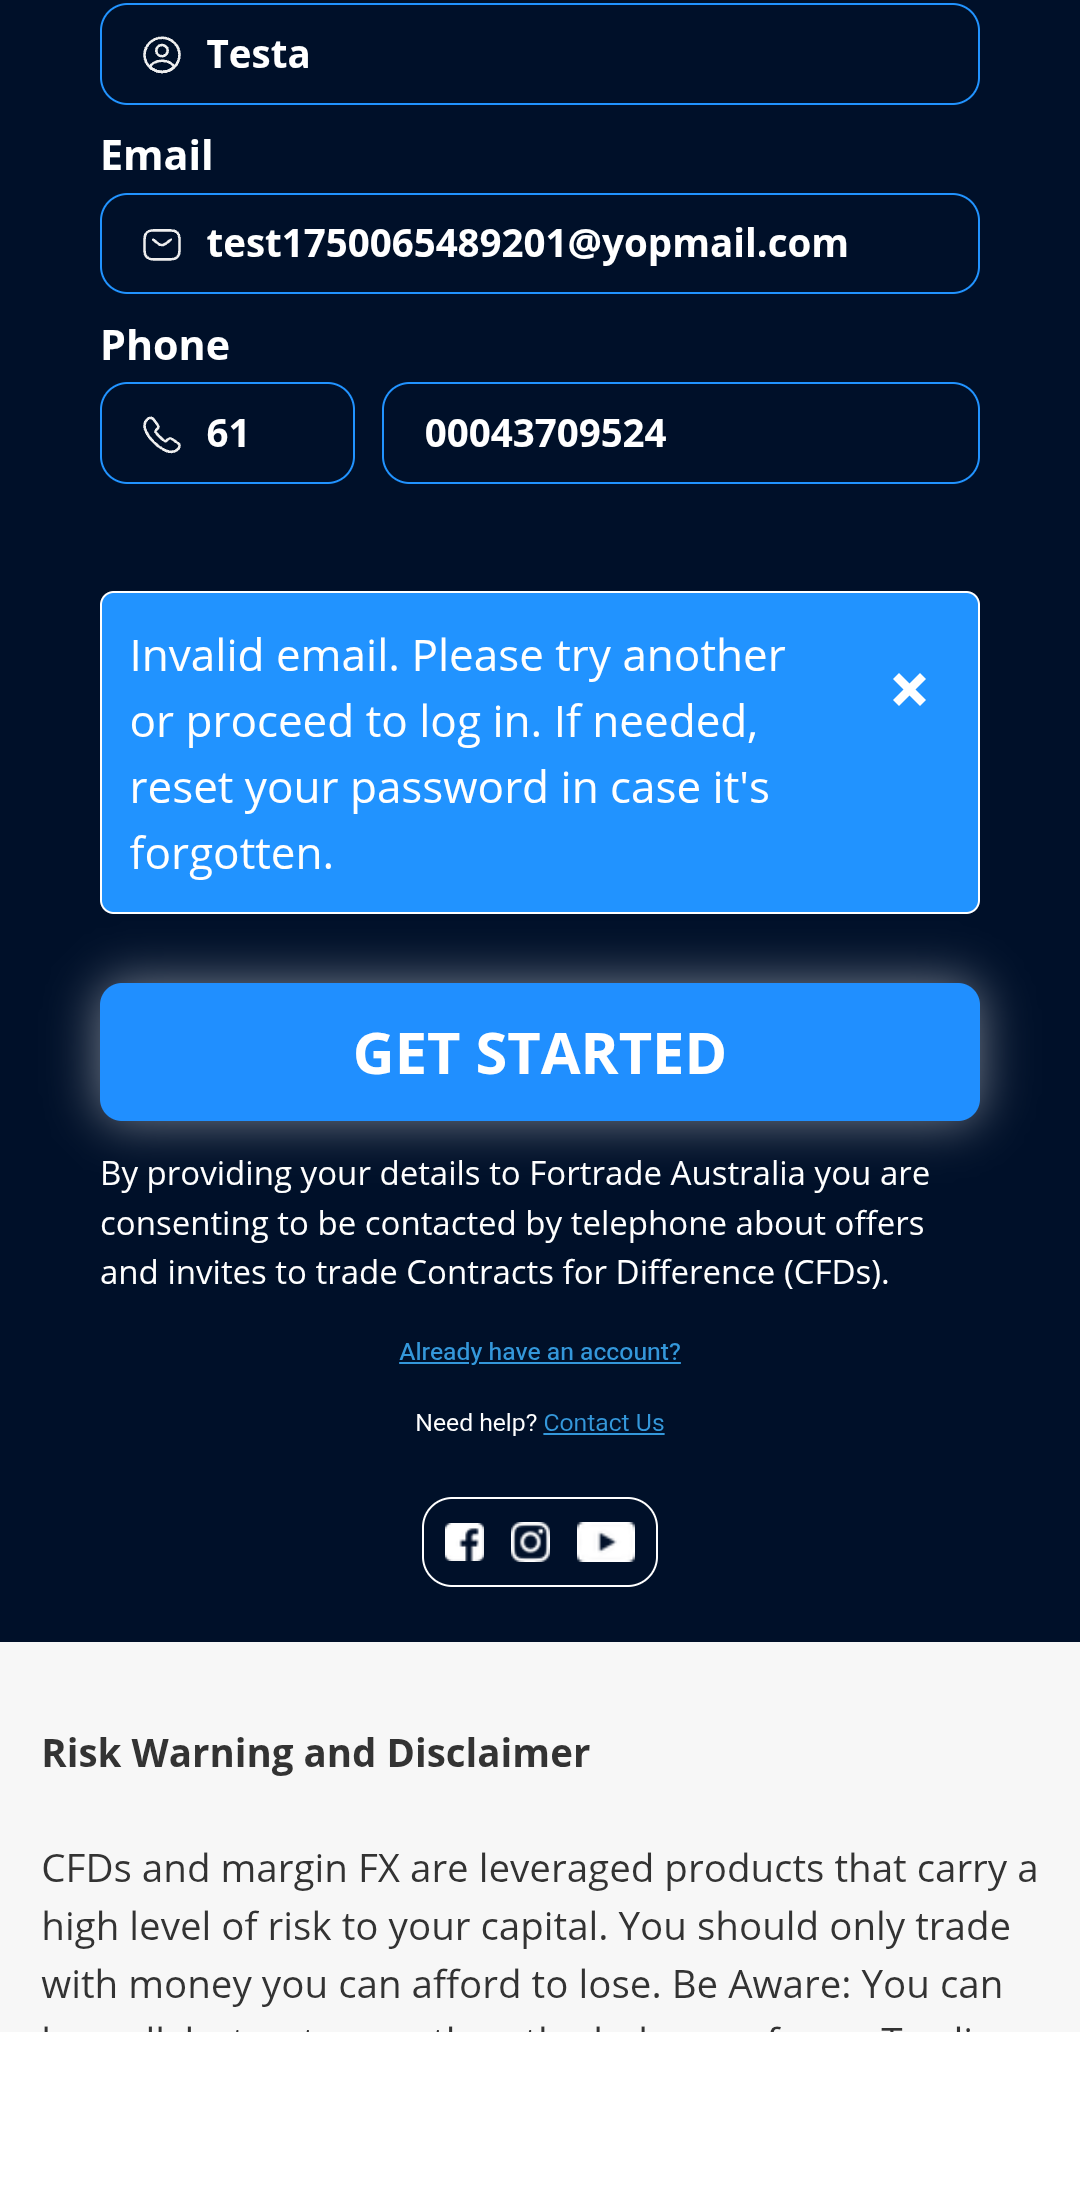 Testa
Email
test1750065489201@yopmail.com
Phone
61 00043709524
Invalid email. Please try another
or proceed to log in. If needed,
reset your password in case it's
forgotten.
GET STARTED
By providing your details to Fortrade Australia you are
consenting to be contacted by telephone about offers
and invites to trade Contracts for Difference (CFDs).
Already have an account?
Need help? Contact Us
Risk Warning and Disclaimer
CFDs and margin FX are leveraged products that carry a
high level of risk to your capital. You should only trade
with money you can afford to lose. Be Aware: You can